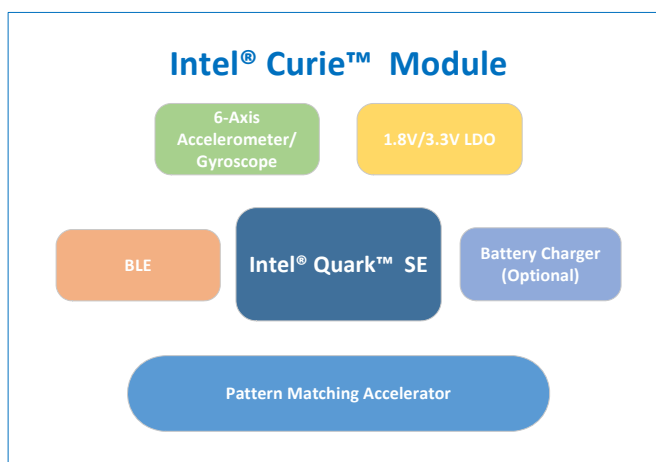 Intel® Curie™ Module
6-Axis
Accelerometer/
Gyroscope
1.8V/3.3V LDO
BLE
Intel® Quark™ SE
Battery Charger
(Optional)
Pattern Matching Accelerator